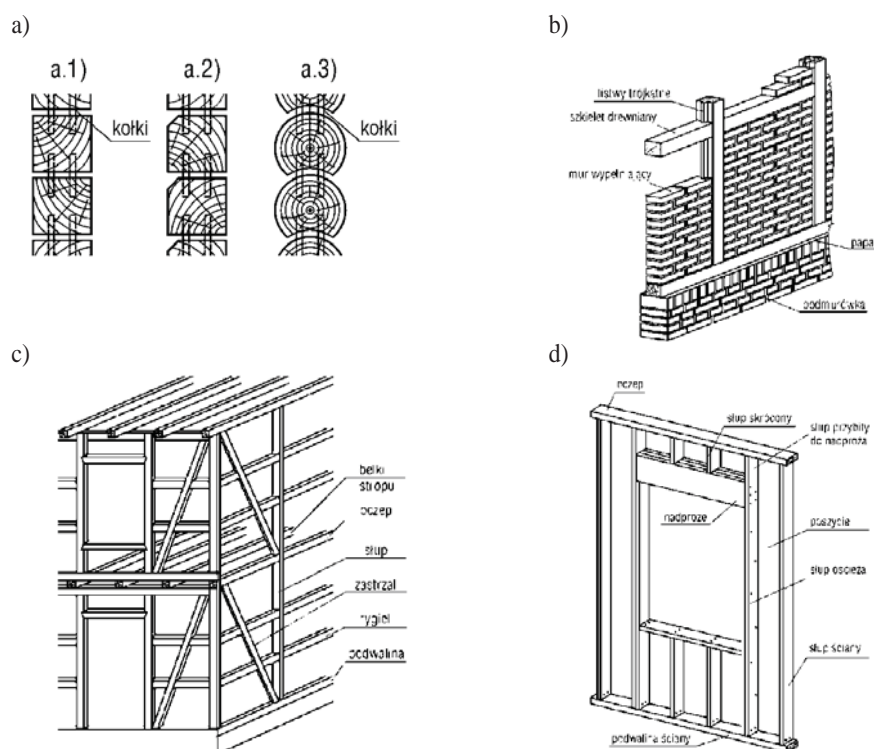 a)
a.1)
a.2)
a.3)
kołki
kołki
b)
listwy trójkątne
szkielet drewniany
mur wypełniający
papa
podmurówka
c)
belki
stropu
oczep
słup
zastrzał
rygiel
podwalina
d)
oczep
słup skrócony
słup przybity
do nadproża
nadproże
poszycie
słup ościeża
słup ściany
podwalina ściany